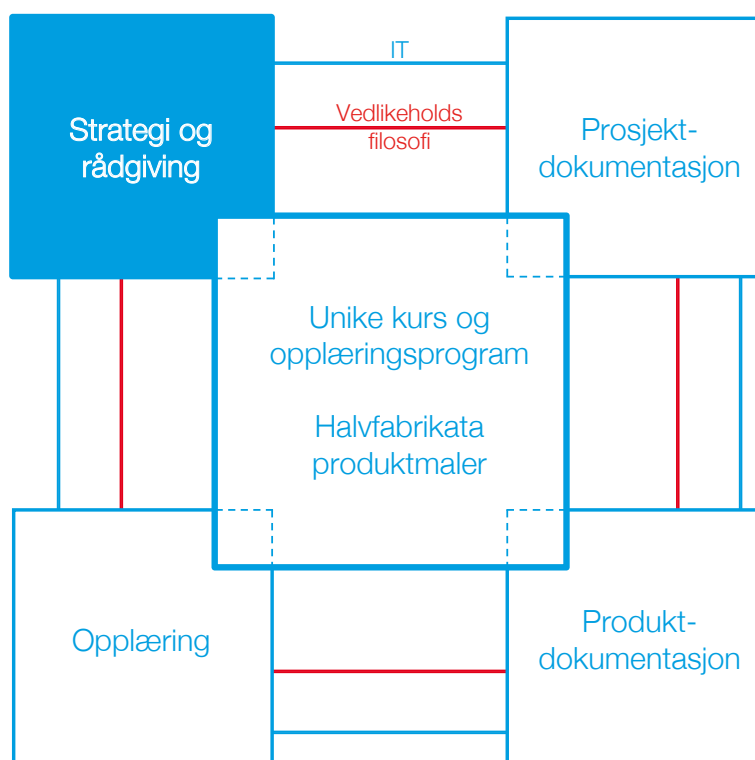 IT
Vedlikeholds
filosofi
Strategi og
rådgiving
Prosjekt-
dokumentasjon
Unike kurs og
opplæringsprogram
Halvfabrikata
produktmaler
Opplæring
Produkt-
dokumentasjon